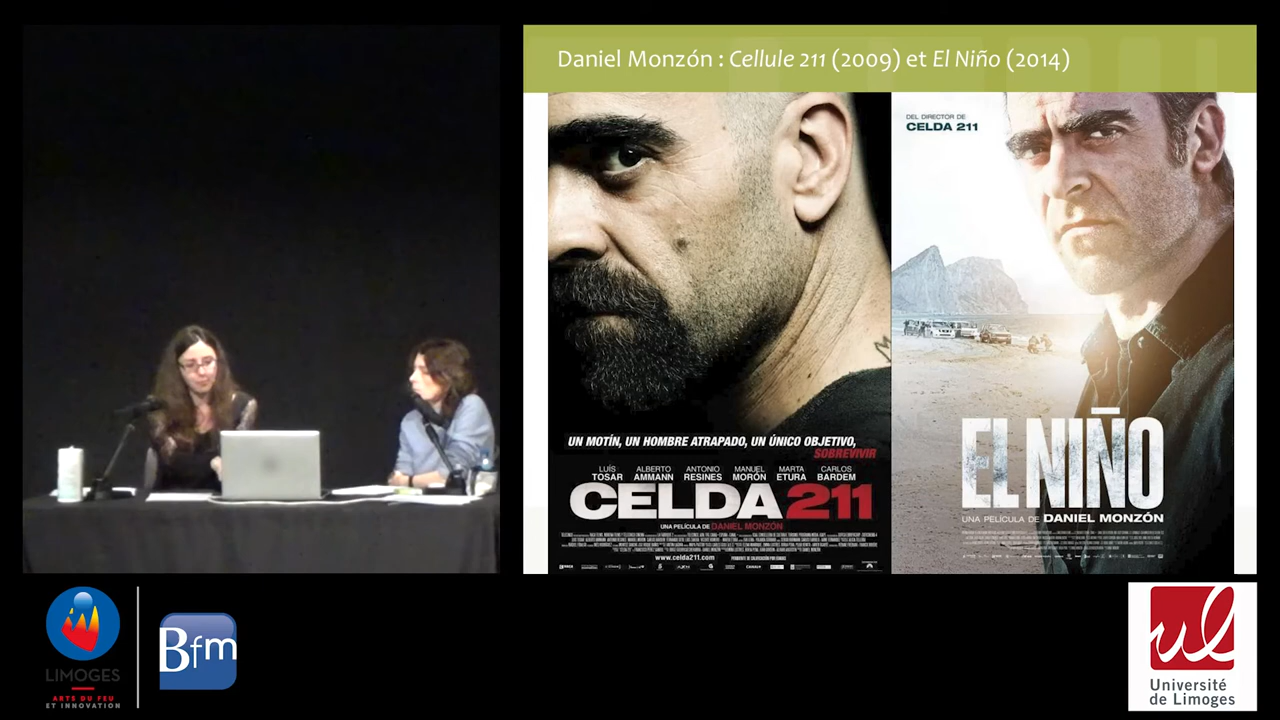 Daniel Monzón : Cellule 211 (2009) et El Niño (2014)
UN MOTÍN, UN HOMBRE ATRAPADO, UN ÚNICO OBJETIVO,
SOBREVIVIR
LUÍS TOSAR
ALBERTO AMMANN
ANTONIO RESINES
MANUEL MORÓN
MARTA ETURA
CARLOS BARDEM
CELDA 211
UNA PELÍCULA DE DANIEL MONZÓN
www.celda211.com
DEL DIRECTOR DE
CELDA 211
EL NIÑO
UNA PELÍCULA DE DANIEL MONZÓN
LIMOGES
ARTS DU FEU
ET INNOVATION
Bfm
ul
Université
de Limoges